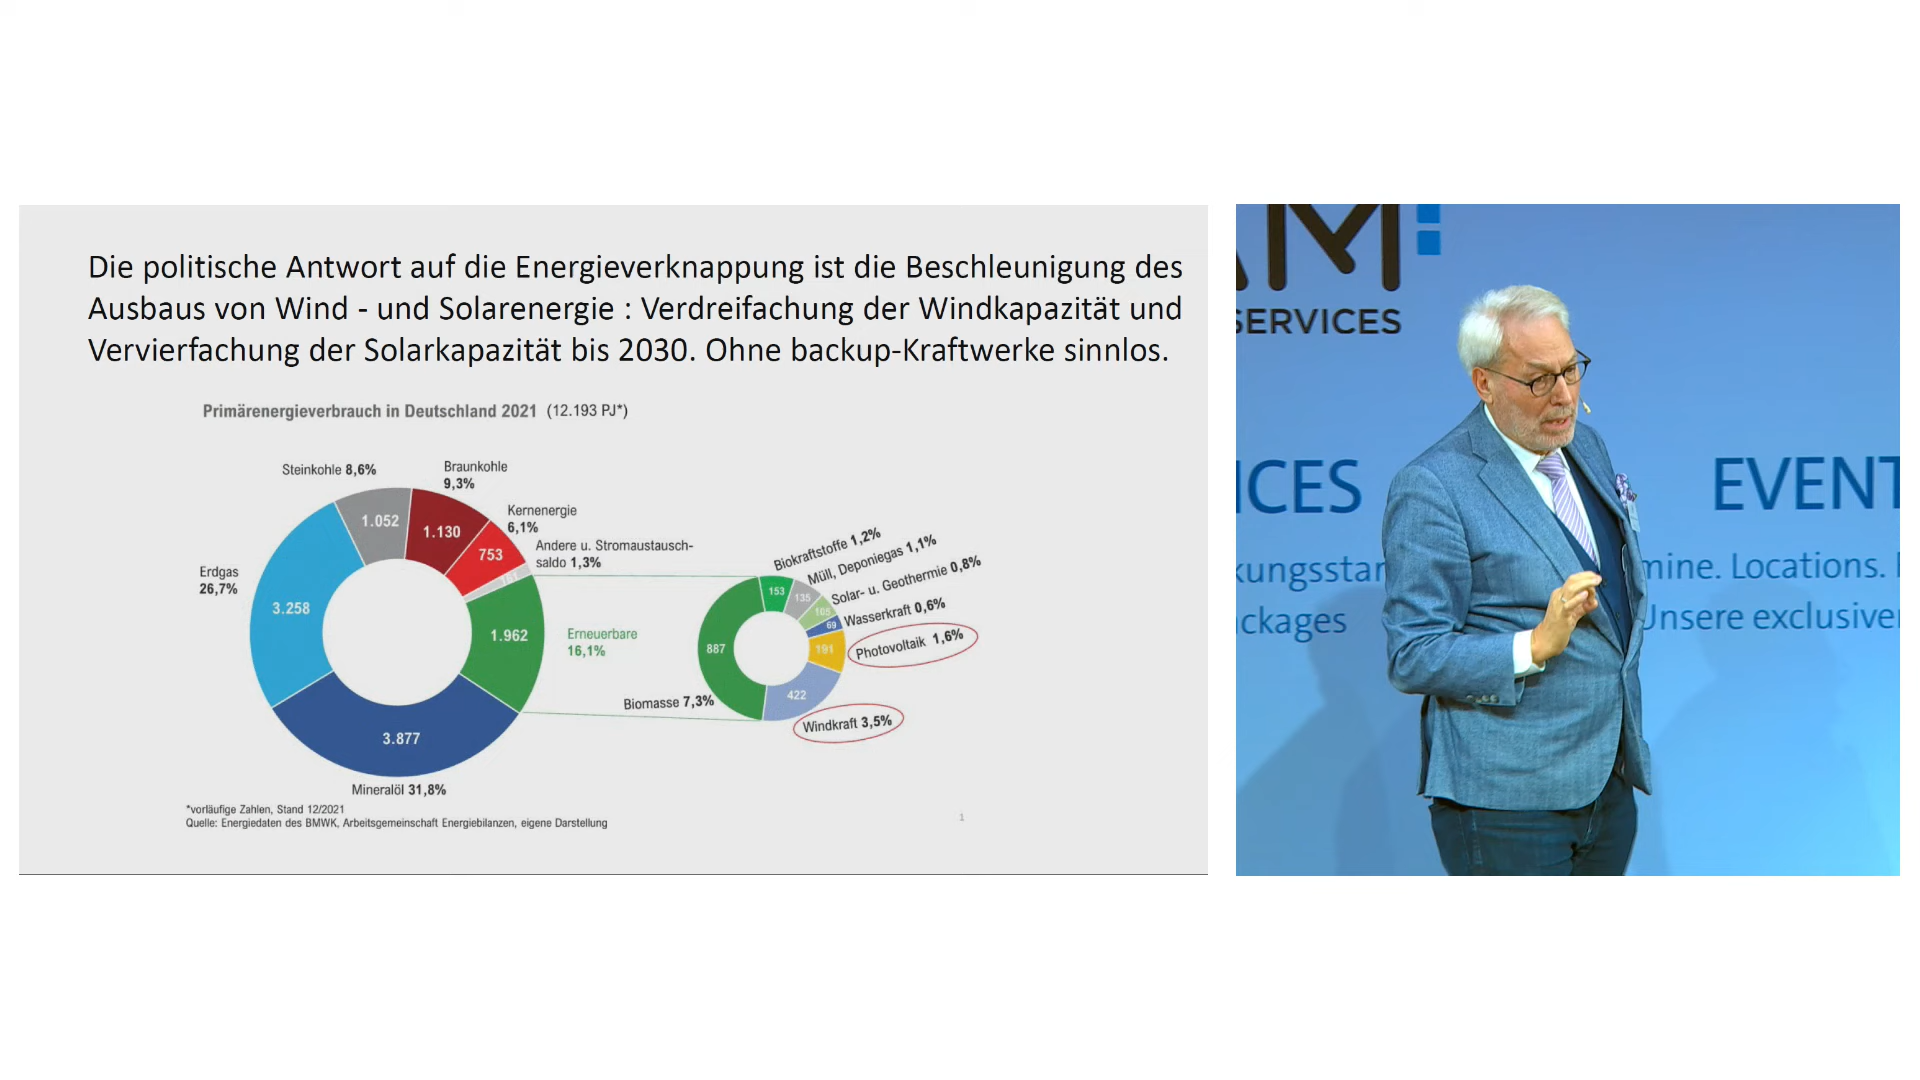 Die politische Antwort auf die Energieverknappung ist die Beschleunigung des
Ausbaus von Wind - und Solarenergie : Verdreifachung der Windkapazität und
Vervierfachung der Solarkapazität bis 2030. Ohne backup-Kraftwerke sinnlos.
Primärenergieverbrauch in Deutschland 2021 (12.193 PJ*)
Steinkohle 8,6%
Braunkohle
9,3%
Kernenergie
6,1%
Andere u. Stromaustausch-
saldo 1,3%
Erdgas
26,7%
1.052
1.130
753
3.258
1.962
3.877
Erneuerbare
16,1%
Mineralöl 31,8%
Biokraftstoffe 1,2%
Müll, Deponiegas 1,1%
Solar- u. Geothermie 0,8%
Wasserkraft 0,6%
Photovoltaik 1,6%
Windkraft 3,5%
Biomasse 7,3%
153
135
105
69
191
422
887
*vorläufige Zahlen, Stand 12/2021
Quelle: Energiedaten des BMWK, Arbeitsgemeinschaft Energiebilanzen, eigene Darstellung
1
AM:
SERVICES
ICES
EVENT
kungsstar
ckages
mine. Locations.
Unsere exclusive